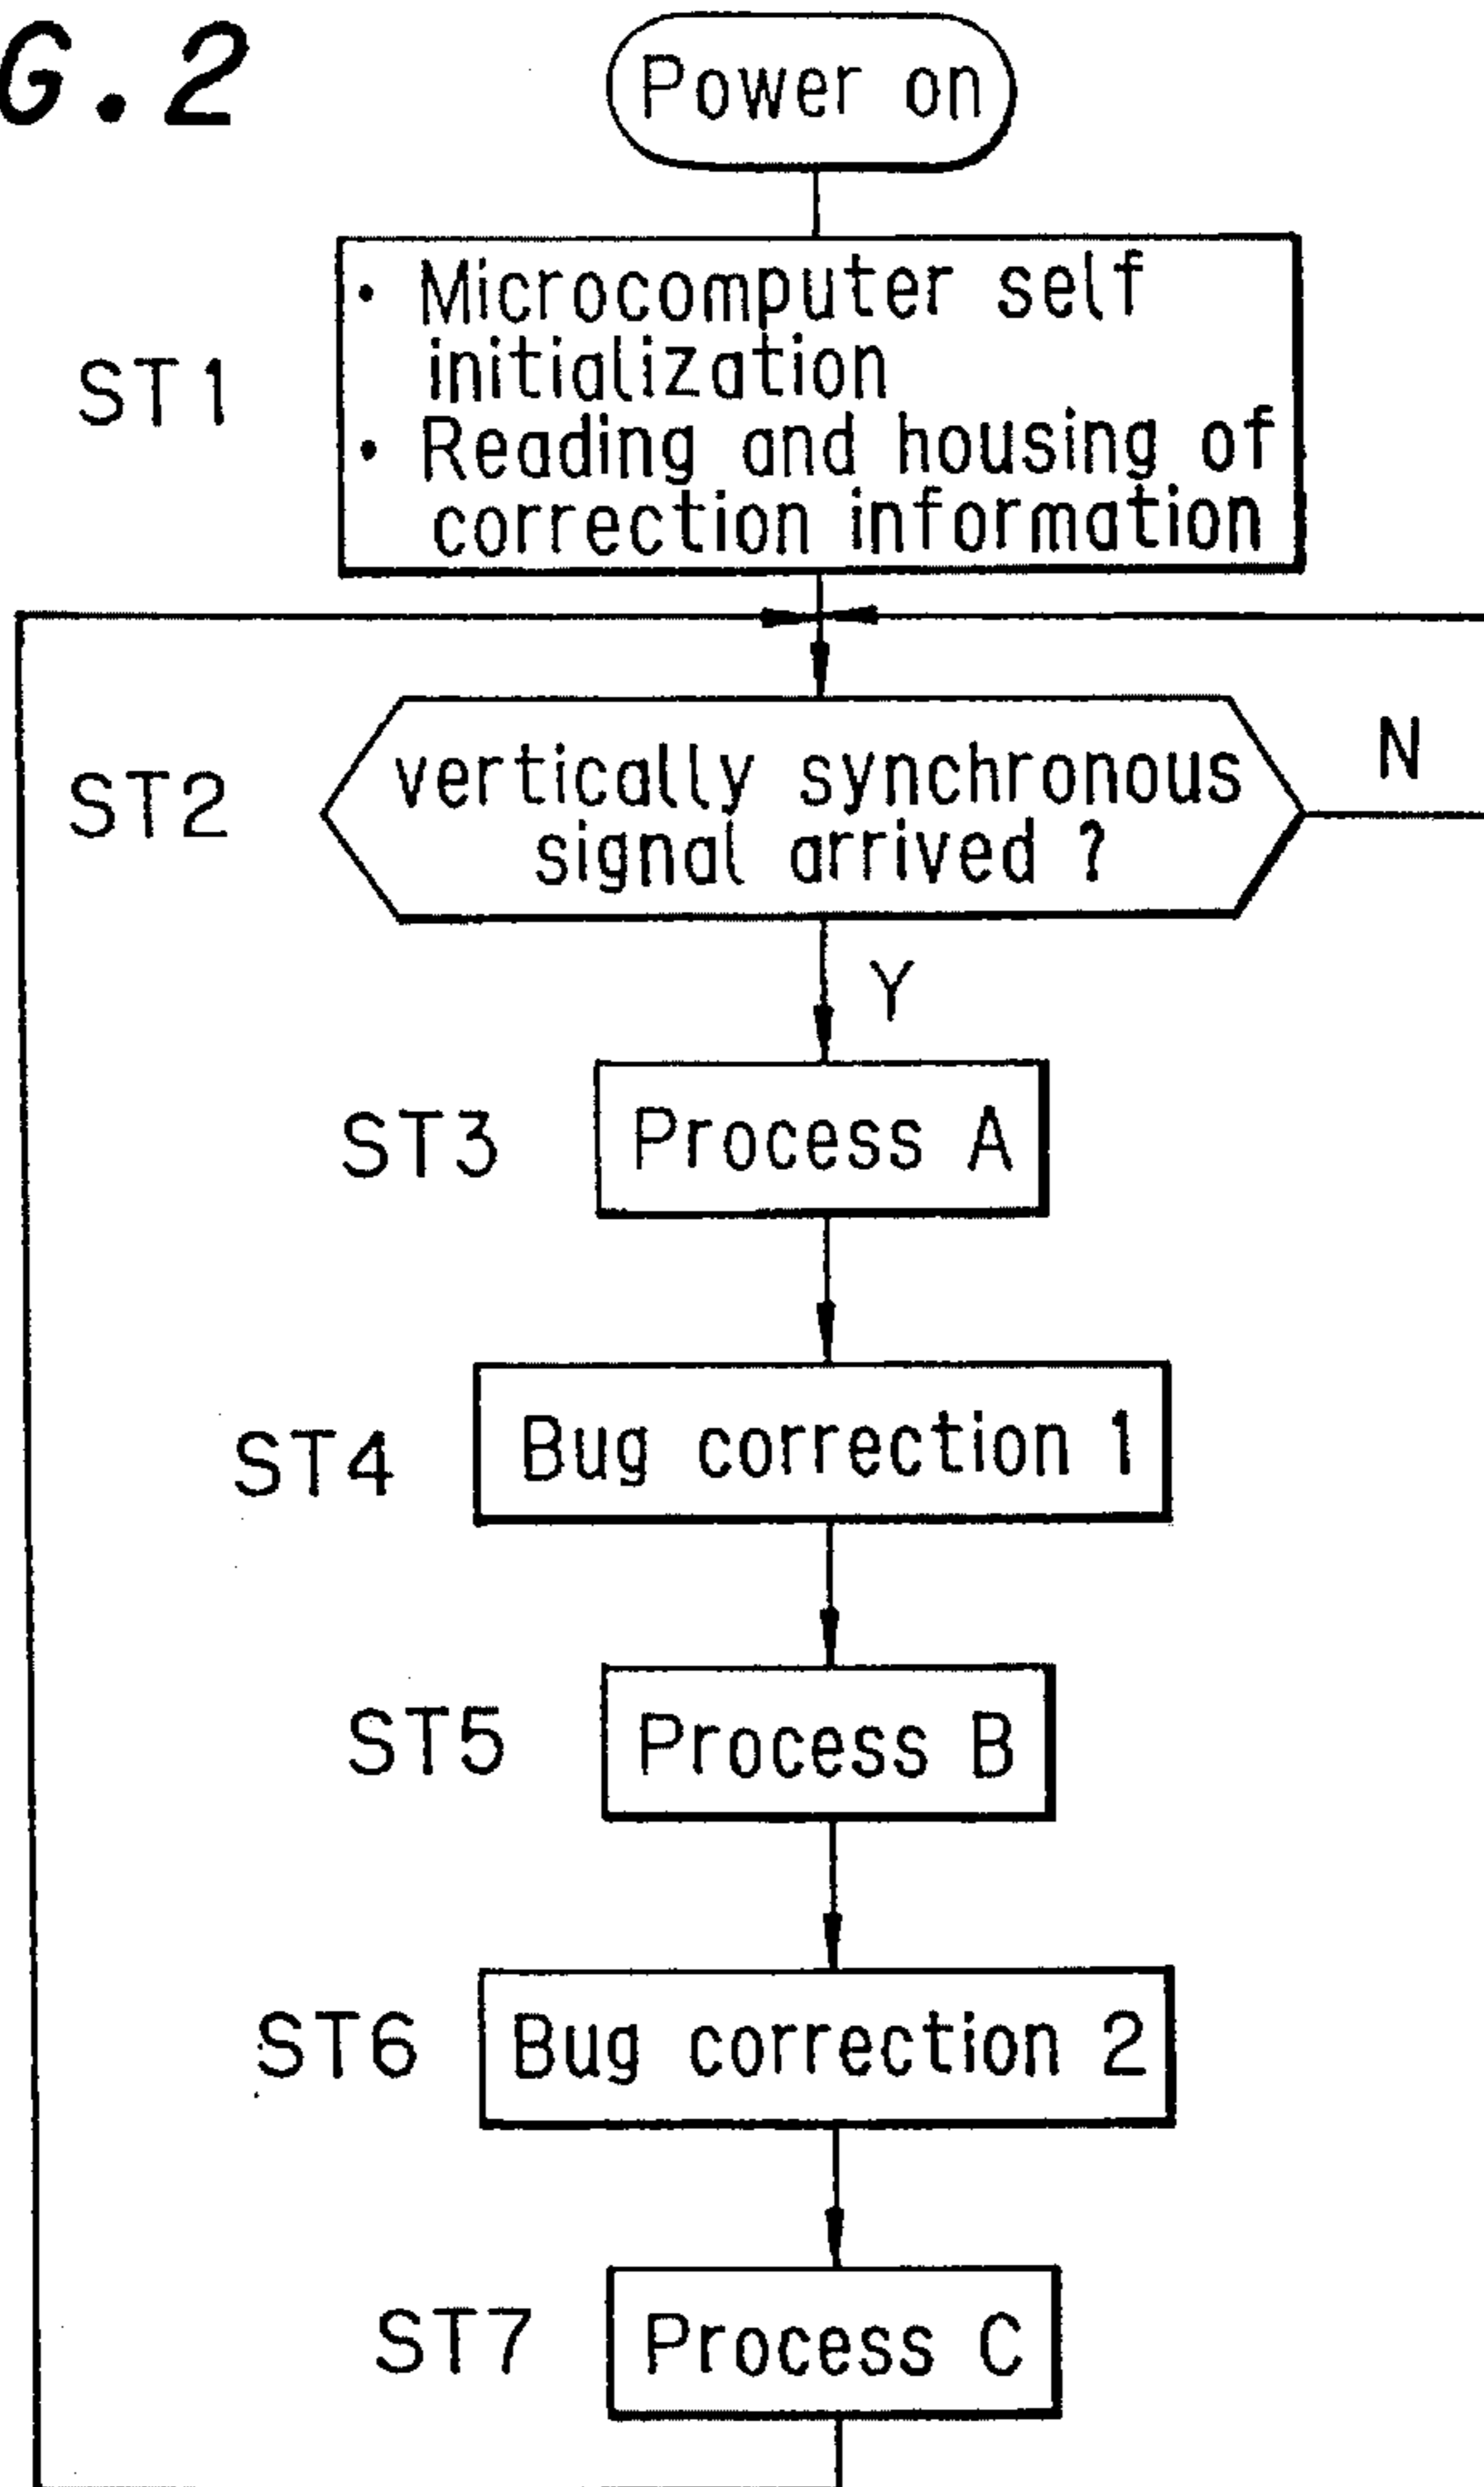 G.2
Power on
ST1
• Microcomputer self
initialization
• Reading and housing of
correction information
ST2
vertically synchronous
signal arrived ?
N
Y
ST3
Process A
ST4
Bug correction 1
ST5
Process B
ST6
Bug correction 2
ST7
Process C